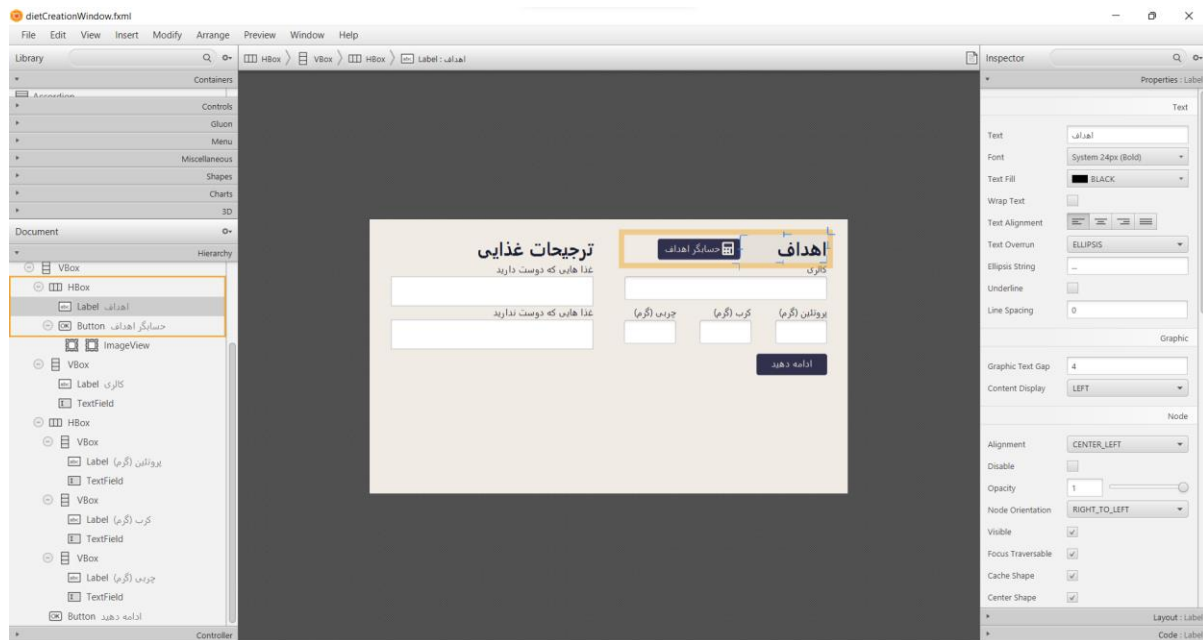 dietCreationWindow.fxml
File Edit View Insert Modify Arrange Preview Window Help
Library
HBox VBox HBox Label : اهداف
Inspector
Containers
Properties : Label
Accordion
Controls
Gluon
Menu
Miscellaneous
Shapes
Charts
3D
Document
Hierarchy
VBox
HBox
Label اهداف
Button حسابگر اهداف
ImageView
VBox
Label کالری
TextField
HBox
VBox
Label پروتئین (گرم)
TextField
VBox
Label کرب (گرم)
TextField
VBox
Label چربی (گرم)
TextField
Button ادامه دهید
Controller
اهداف
حسابگر اهداف
کالری
پروتئین (گرم)
کرب (گرم)
چربی (گرم)
ادامه دهید
ترجیحات غذایی
غذا هایی که دوست دارید
غذا هایی که دوست ندارید
Text
Text اهداف
Font System 24px (Bold)
Text Fill BLACK
Wrap Text
Text Alignment
Text Overrun ELLIPSIS
Ellipsis String ...
Underline
Line Spacing 0
Graphic
Graphic Text Gap 4
Content Display LEFT
Node
Alignment CENTER_LEFT
Disable
Opacity 1
Node Orientation RIGHT_TO_LEFT
Visible
Focus Traversable
Cache Shape
Center Shape
Layout : Label
Code : Label